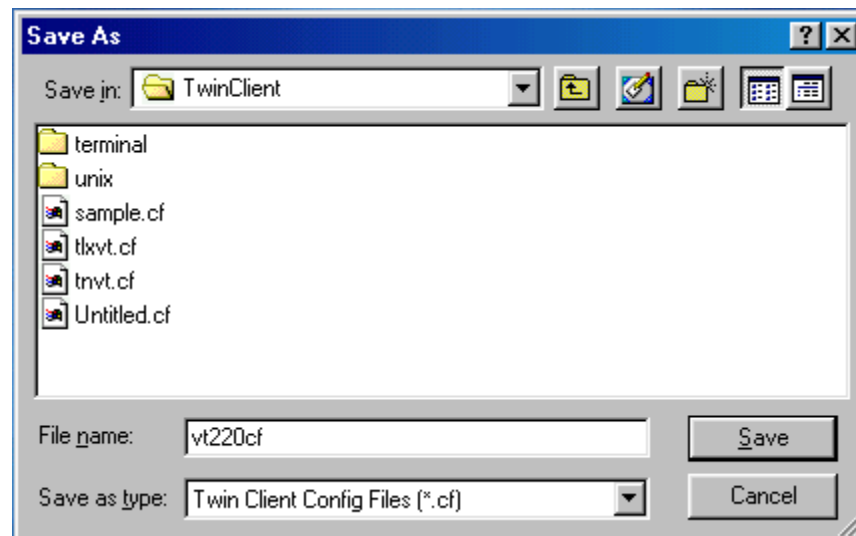 Save As
Save in: TwinClient
terminal
unix
sample.cf
tlxvt.cf
tnvt.cf
Untitled.cf
File name: vt220cf Save
Save as type: Twin Client Config Files (*.cf) Cancel